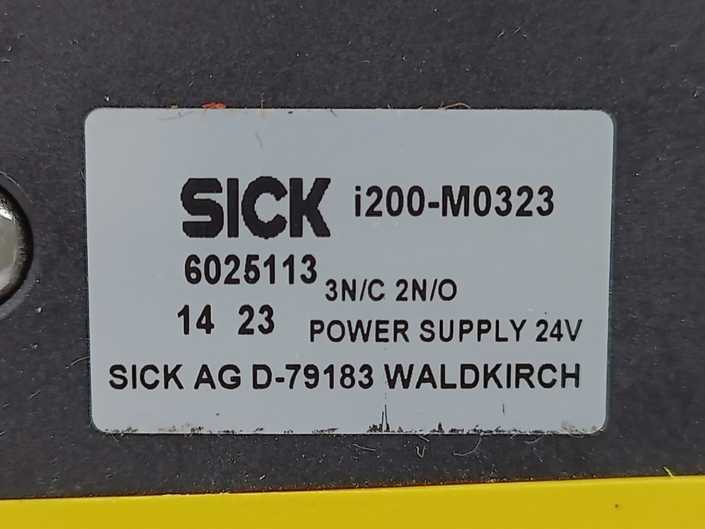 SICK i200-M0323
6025113 3N/C 2N/O
14 23 POWER SUPPLY 24V
SICK AG D-79183 WALDKIRCH